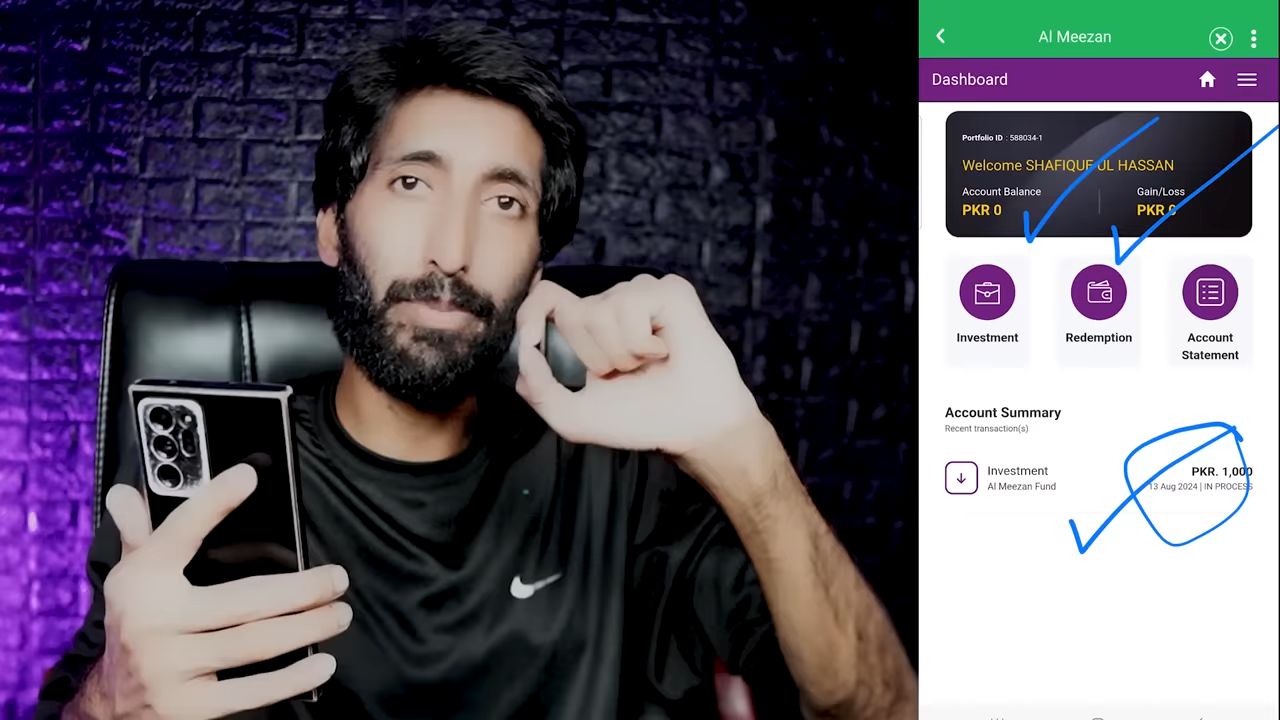 Al Meezan
Dashboard
Portfolio ID : 588034-1
Welcome SHAFIQUE UL HASSAN
Account Balance
Gain/Loss
PKR 0
PKR 0
Investment
Redemption
Account
Statement
Account Summary
Recent transaction(s)
Investment
PKR. 1,000
Al Meezan Fund
13 Aug 2024 | IN PROCESS